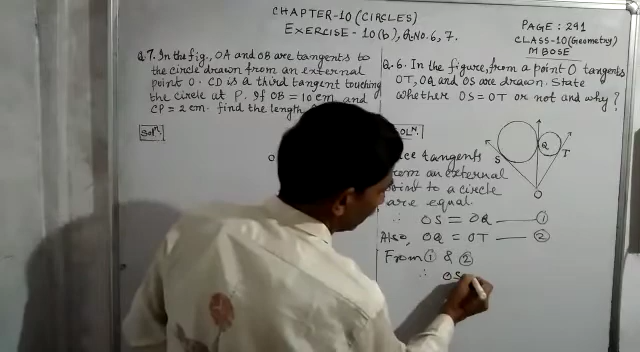 CHAPTER-10 (CIRCLES)
EXERCISE - 10(b), Q.No. 6, 7.
PAGE: 291
CLASS-10 (Geometry)
MBOSE
Q.7. In the fig., OA and OB are tangents to
the circle drawn from an external
point O. CD is a third tangent touching
the circle at P. If OB = 10 cm and
CP = 2 cm. find the length
Soln.
O
Q.6. In the figure, from a point O tangents
OT, OQ and OS are drawn. State
whether OS = OT or not and why?
SOLN.
tangents
from an external
point to a circle
are equal.
∴ OS = OQ — ①
Also, OQ = OT — ②
From ① & ②
∴ OS
S
Q
T
O